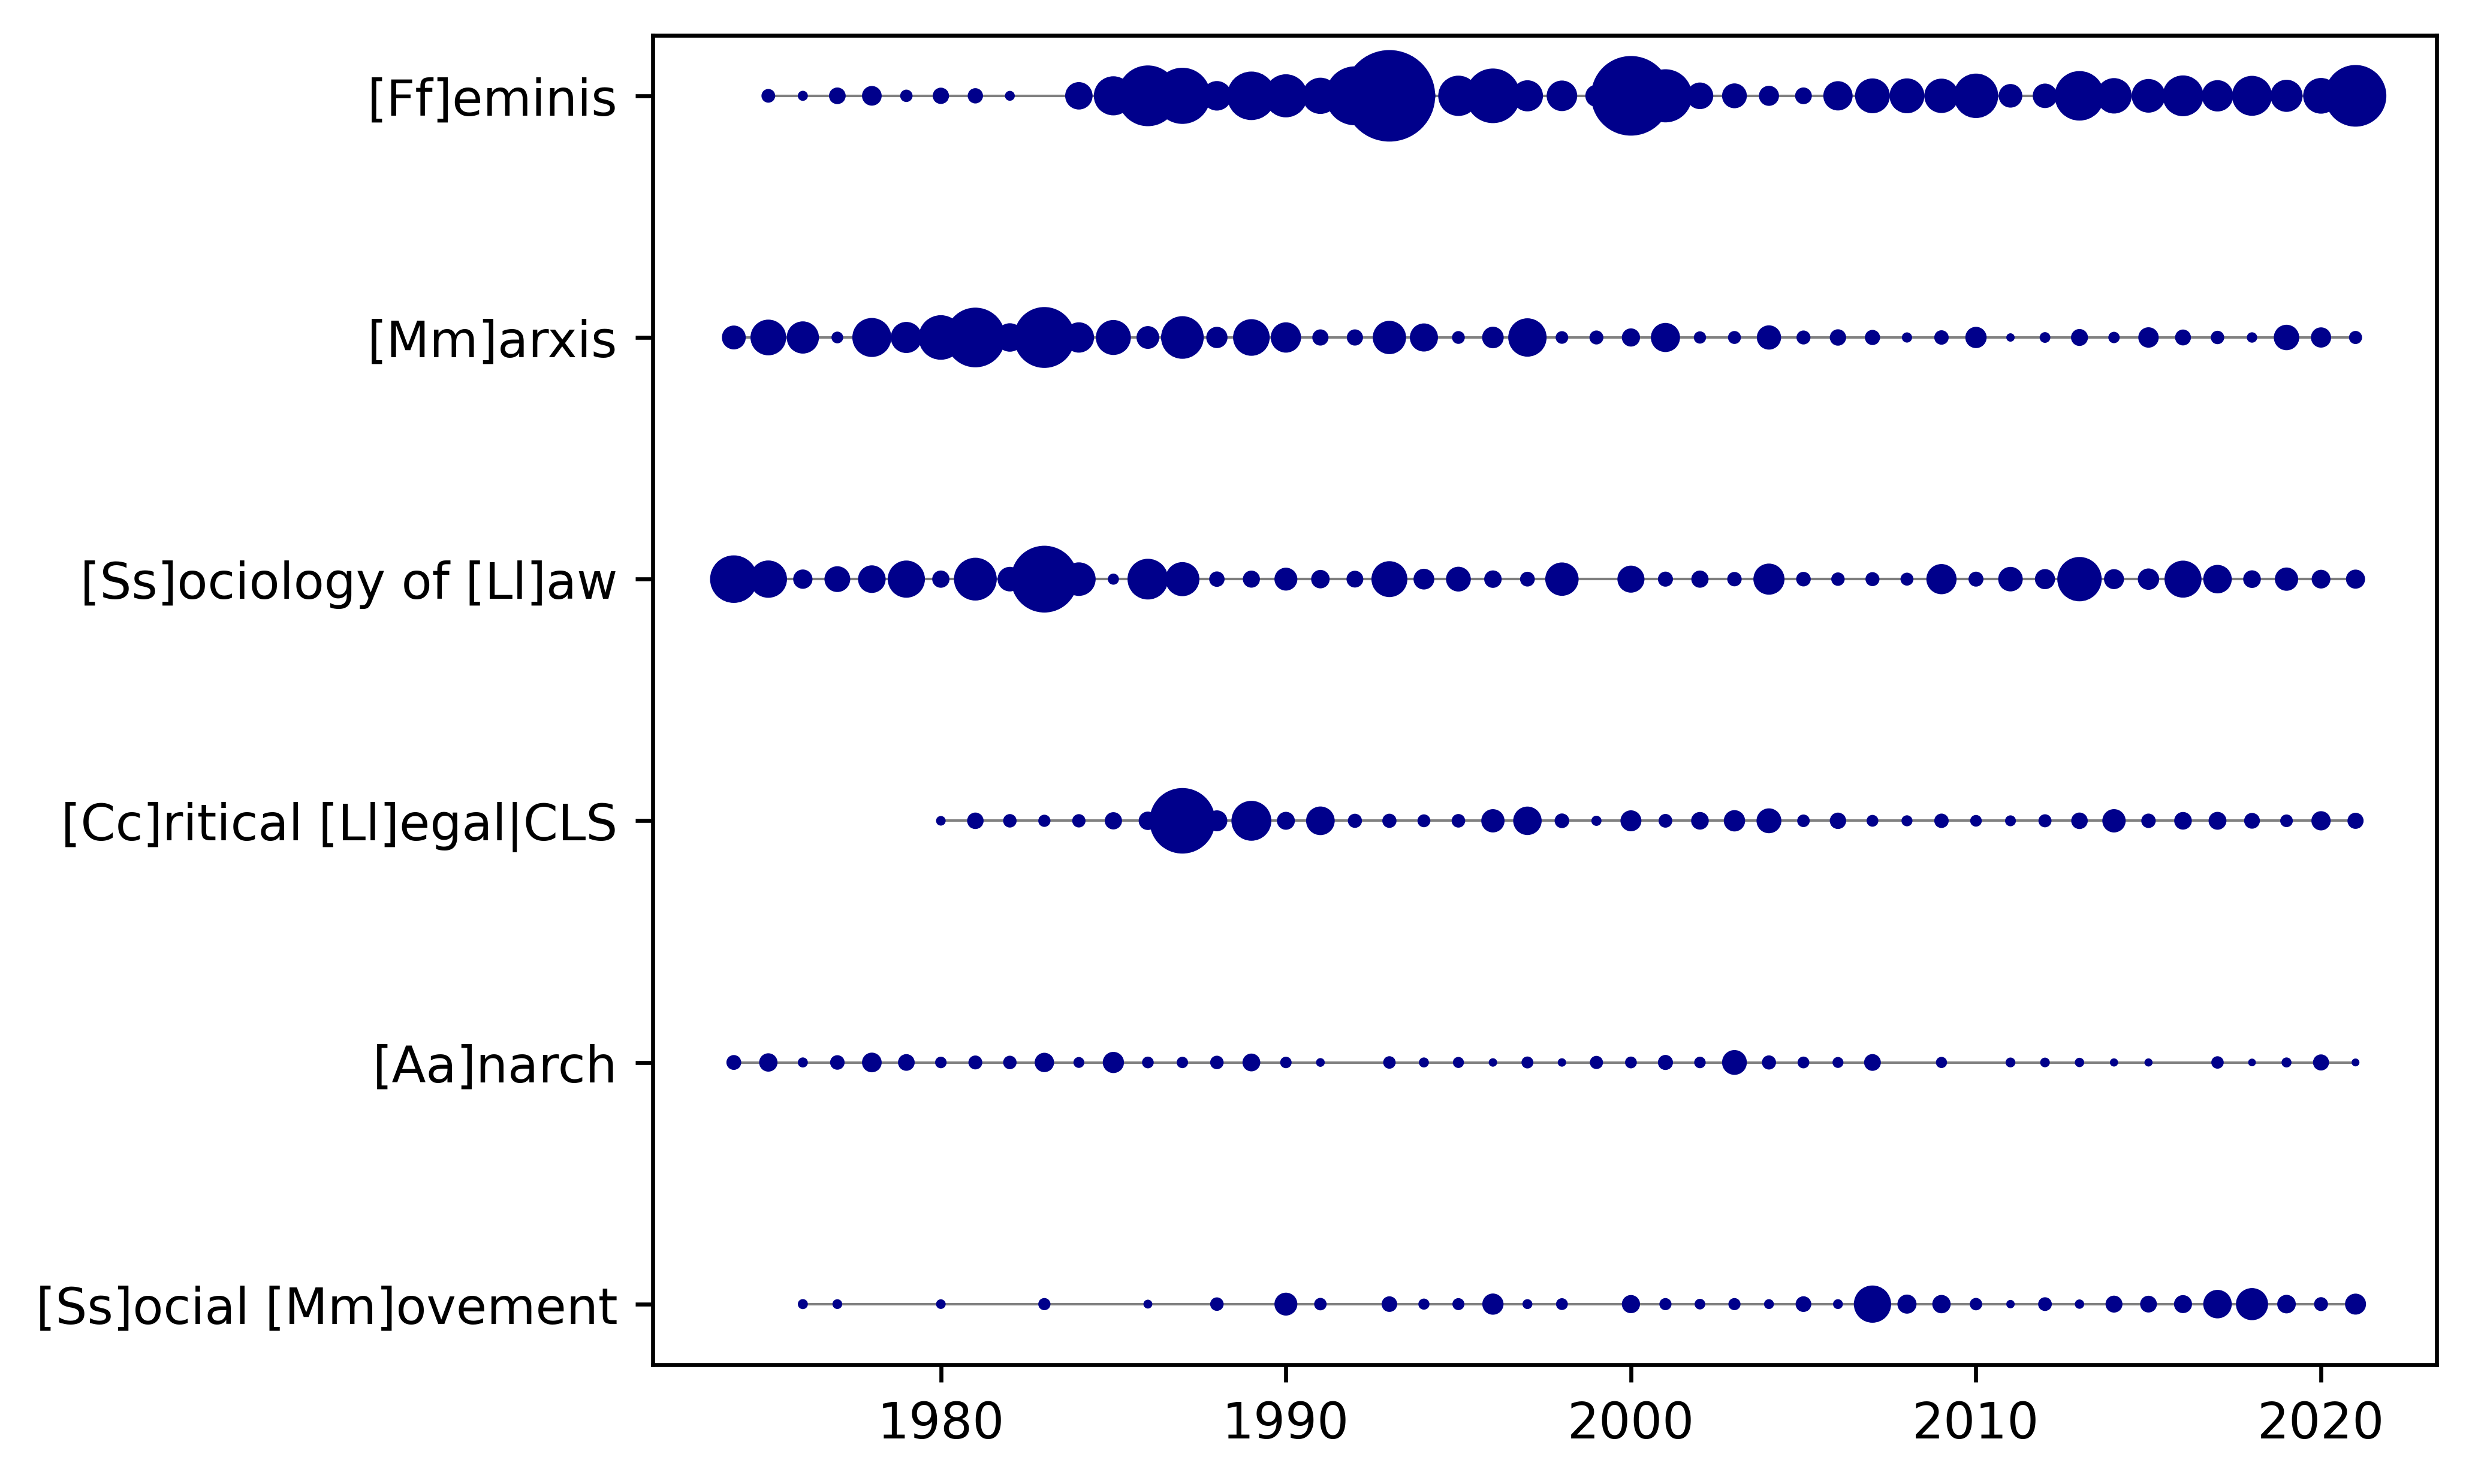 [Ff]eminis
[Mm]arxis
[Ss]ociology of [Ll]aw
[Cc]ritical [Ll]egal|CLS
[Aa]narch
[Ss]ocial [Mm]ovement
1980 1990 2000 2010 2020